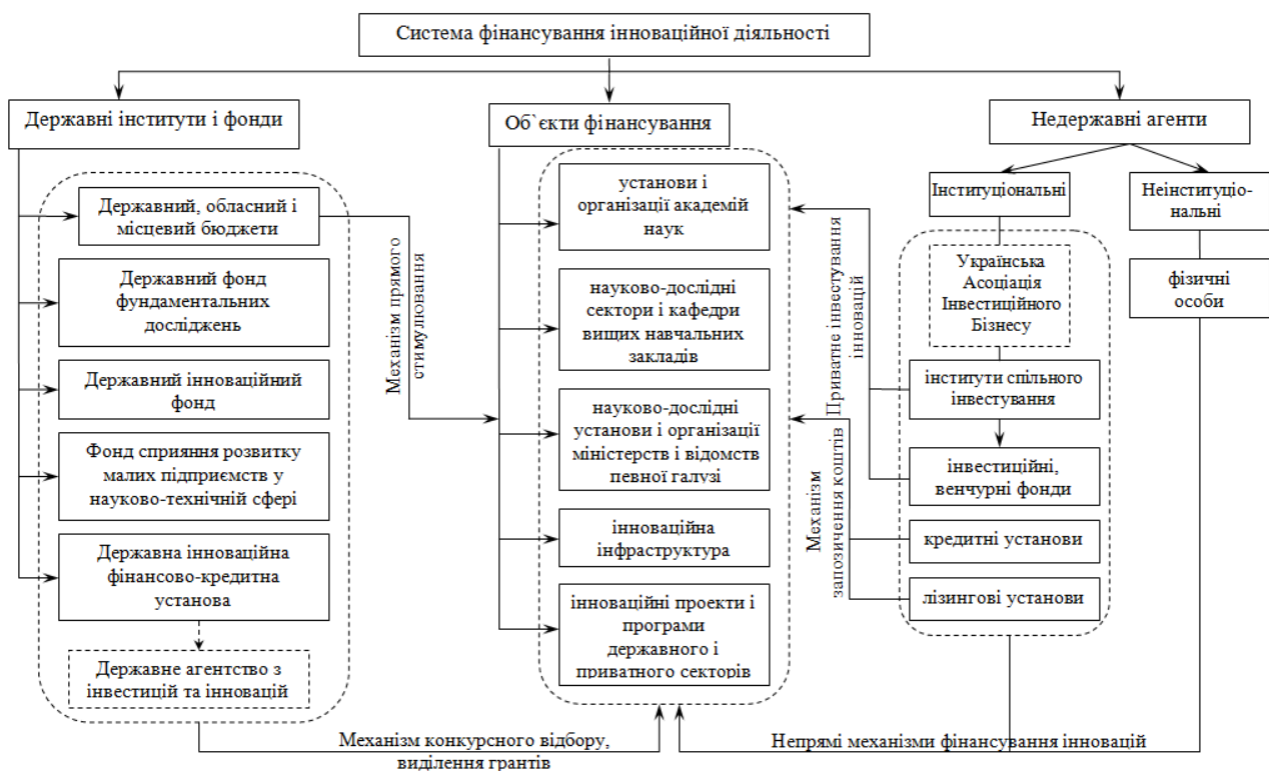 Система фінансування інноваційної діяльності
Державні інститути і фонди
Об`єкти фінансування
Недержавні агенти
Державний, обласний і
місцевий бюджети
Державний фонд
фундаментальних
досліджень
Державний інноваційний
фонд
Фонд сприяння розвитку
малих підприємств у
науково-технічній сфері
Державна інноваційна
фінансово-кредитна
установа
Державне агентство з
інвестицій та інновацій
Механізм прямого
стимулювання
установи і
організації академій
наук
науково-дослідні
сектори і кафедри
вищих навчальних
закладів
науково-дослідні
установи і організації
міністерств і відомств
певної галузі
інноваційна
інфраструктура
інноваційні проекти і
програми
державного і
приватного секторів
Приватне інвестування
інновацій
Механізм
запозичення коштів
Інституціональні
Неінституціо-
нальні
Українська
Асоціація
Інвестиційного
Бізнесу
фізичні
особи
інститути спільного
інвестування
інвестиційні,
венчурні фонди
кредитні установи
лізингові установи
Механізм конкурсного відбору,
виділення грантів
Непрямі механізми фінансування інновацій